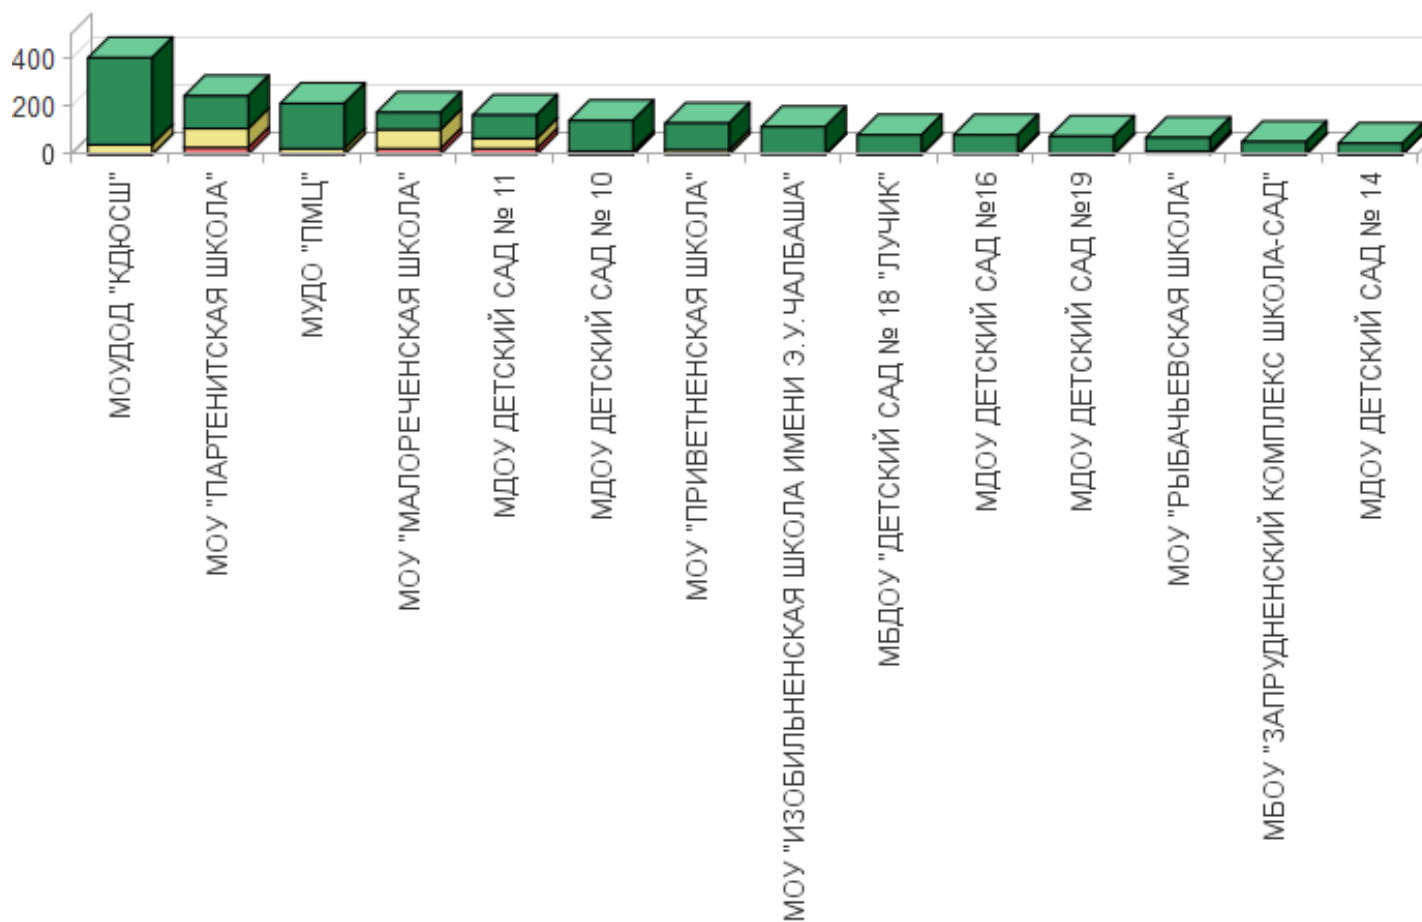 400
200
0
МОУДОД "КДЮСШ"
МОУ "ПАРТЕНИТСКАЯ ШКОЛА"
МУДО "ПМЦ"
МОУ "МАЛОРЕЧЕНСКАЯ ШКОЛА"
МДОУ ДЕТСКИЙ САД № 11
МДОУ ДЕТСКИЙ САД № 10
МОУ "ПРИВЕТНЕНСКАЯ ШКОЛА"
МОУ "ИЗОБИЛЬНЕНСКАЯ ШКОЛА ИМЕНИ Э.У.ЧАЛБАША"
МБДОУ "ДЕТСКИЙ САД № 18 "ЛУЧИК"
МДОУ ДЕТСКИЙ САД №16
МДОУ ДЕТСКИЙ САД №19
МОУ "РЫБАЧЬЕВСКАЯ ШКОЛА"
МБОУ "ЗАПРУДНЕНСКИЙ КОМПЛЕКС ШКОЛА-САД"
МДОУ ДЕТСКИЙ САД № 14